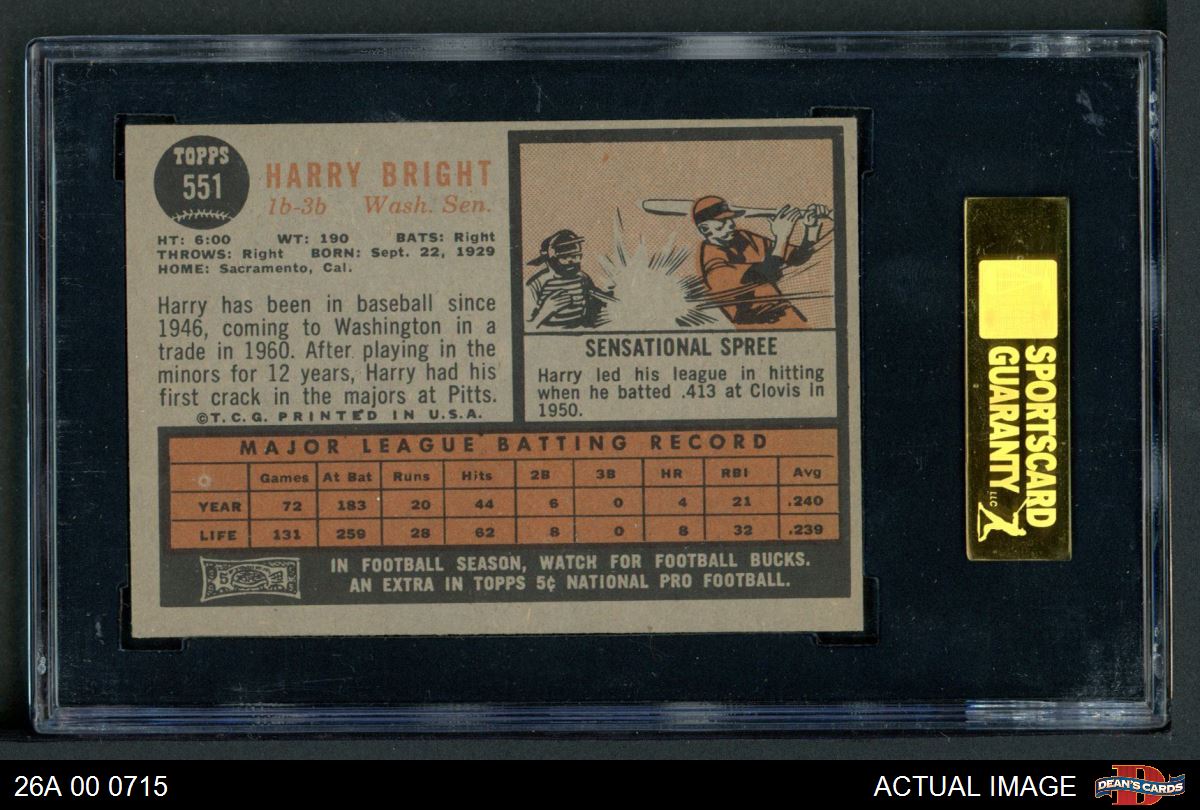 TOPPS
551
HARRY BRIGHT
1b-3b Wash. Sen.
HT: 6:00 WT: 190 BATS: Right
THROWS: Right BORN: Sept. 22, 1929
HOME: Sacramento, Cal.
Harry has been in baseball since
1946, coming to Washington in a
trade in 1960. After playing in the
minors for 12 years, Harry had his
first crack in the majors at Pitts.
©T.C.G. PRINTED IN U.S.A.
SENSATIONAL SPREE
Harry led his league in hitting
when he batted .413 at Clovis in
1950.
MAJOR LEAGUE BATTING RECORD
Games At Bat Runs Hits 2B 3B HR RBI Avg
YEAR 72 183 20 44 6 0 4 21 .240
LIFE 131 259 28 62 8 0 8 32 .239
IN FOOTBALL SEASON, WATCH FOR FOOTBALL BUCKS.
AN EXTRA IN TOPPS 5¢ NATIONAL PRO FOOTBALL.
SPORTSCARD
GUARANTY LLC
26A 00 0715
ACTUAL IMAGE
DEAN'S CARDS